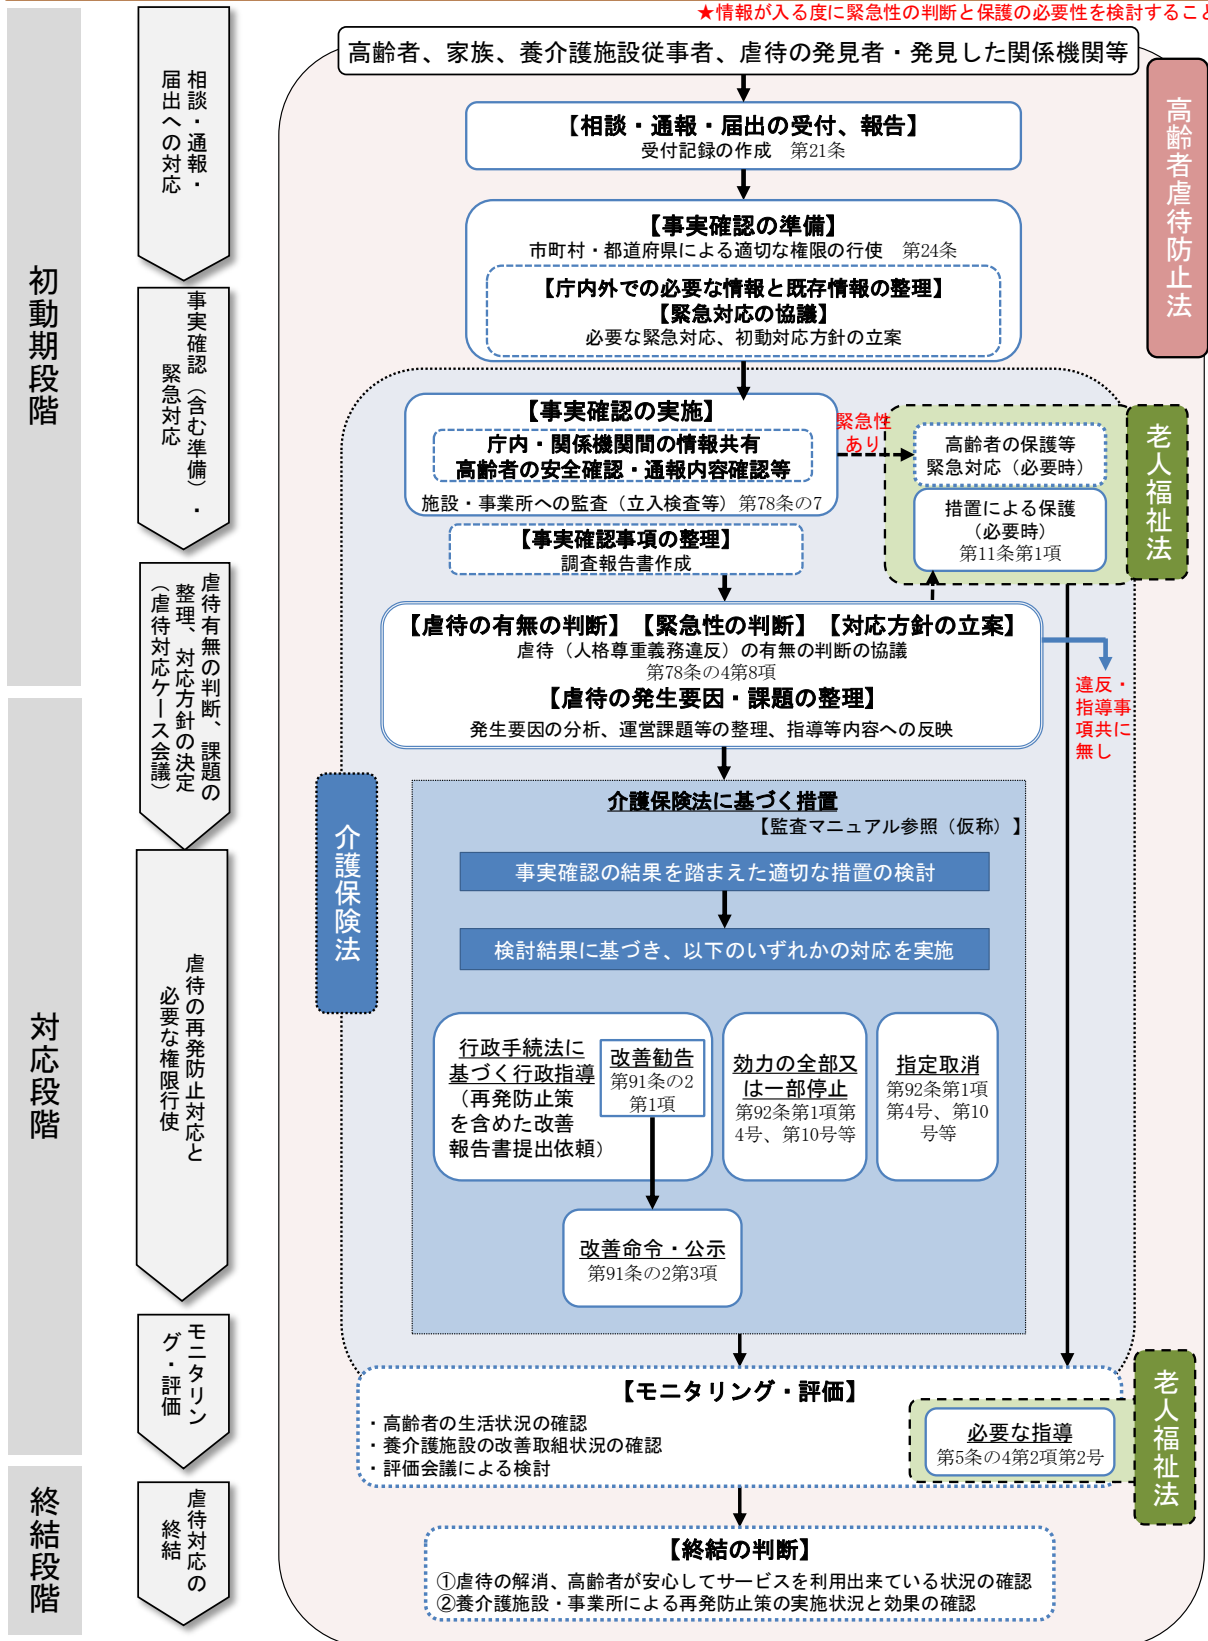 ★情報が入る度に緊急性の判断と保護の必要性を検討すること
初動期段階
対応段階
終結段階
相談・通報・
届出への対応
事実確認（含む準備）・
緊急対応
虐待有無の判断、課題の
整理、対応方針の決定
（虐待対応ケース会議）
虐待の再発防止対応と
必要な権限行使
モニタリン
グ・評価
虐待対応の
終結
高齢者、家族、養介護施設従事者、虐待の発見者・発見した関係機関等
高齢者虐待防止法
【相談・通報・届出の受付、報告】
受付記録の作成　第21条
【事実確認の準備】
市町村・都道府県による適切な権限の行使　第24条
【庁内外での必要な情報と既存情報の整理】
【緊急対応の協議】
必要な緊急対応、初動対応方針の立案
【事実確認の実施】
庁内・関係機関間の情報共有
高齢者の安全確認・通報内容確認等
施設・事業所への監査（立入検査等）第78条の7
緊急性
あり
高齢者の保護等
緊急対応（必要時）
措置による保護
（必要時）
第11条第1項
老人福祉法
【事実確認事項の整理】
調査報告書作成
【虐待の有無の判断】【緊急性の判断】【対応方針の立案】
虐待（人格尊重義務違反）の有無の判断の協議
第78条の4第8項
【虐待の発生要因・課題の整理】
発生要因の分析、運営課題等の整理、指導等内容への反映
違反・
指導事
項共に
無し
介護保険法
介護保険法に基づく措置
【監査マニュアル参照（仮称）】
事実確認の結果を踏まえた適切な措置の検討
検討結果に基づき、以下のいずれかの対応を実施
行政手続法に
基づく行政指導
（再発防止策
を含めた改善
報告書提出依頼）
改善勧告
第91条の2
第1項
効力の全部又
は一部停止
第92条第1項第
4号、第10号等
指定取消
第92条第1項
第4号、第10
号等
改善命令・公示
第91条の2第3項
【モニタリング・評価】
・高齢者の生活状況の確認
・養介護施設の改善取組状況の確認
・評価会議による検討
必要な指導
第5条の4第2項第2号
老人福祉法
【終結の判断】
①虐待の解消、高齢者が安心してサービスを利用出来ている状況の確認
②養介護施設・事業所による再発防止策の実施状況と効果の確認